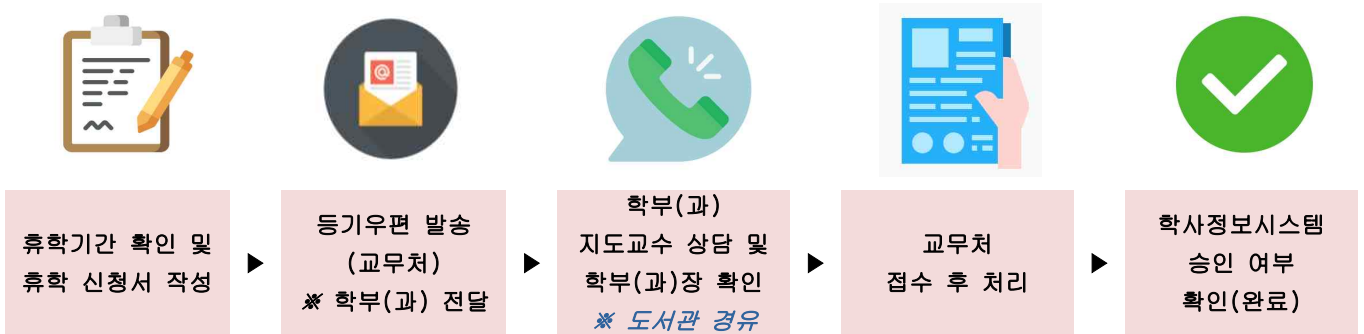 휴학기간 확인 및
휴학 신청서 작성
▶
등기우편 발송
(교무처)
※ 학부(과) 전달
▶
학부(과)
지도교수 상담 및
학부(과)장 확인
※ 도서관 경유
▶
교무처
접수 후 처리
▶
학사정보시스템
승인 여부
확인(완료)